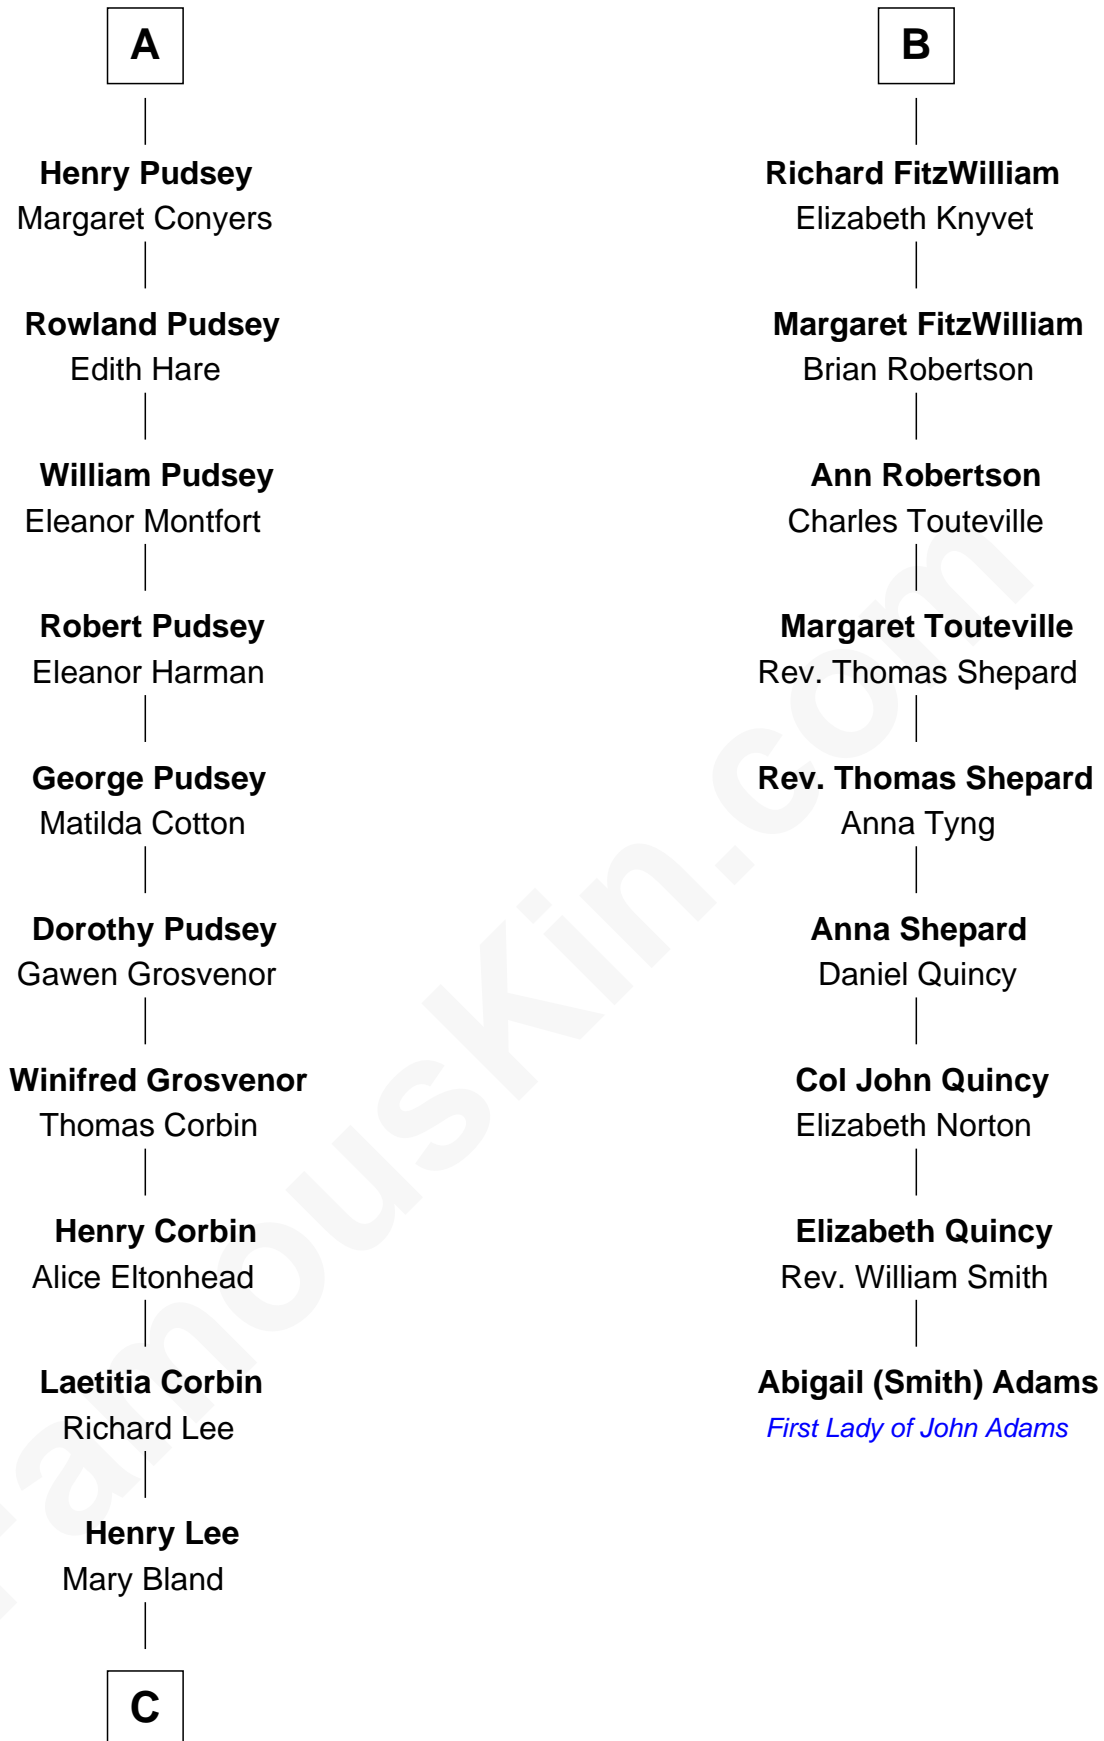 A
Henry Pudsey
Margaret Conyers
Rowland Pudsey
Edith Hare
William Pudsey
Eleanor Montfort
Robert Pudsey
Eleanor Harman
George Pudsey
Matilda Cotton
Dorothy Pudsey
Gawen Grosvenor
Winifred Grosvenor
Thomas Corbin
Henry Corbin
Alice Eltonhead
Laetitia Corbin
Richard Lee
Henry Lee
Mary Bland
C
B
Richard FitzWilliam
Elizabeth Knyvet
Margaret FitzWilliam
Brian Robertson
Ann Robertson
Charles Touteville
Margaret Touteville
Rev. Thomas Shepard
Rev. Thomas Shepard
Anna Tyng
Anna Shepard
Daniel Quincy
Col John Quincy
Elizabeth Norton
Elizabeth Quincy
Rev. William Smith
Abigail (Smith) Adams
First Lady of John Adams
FamousKin.com